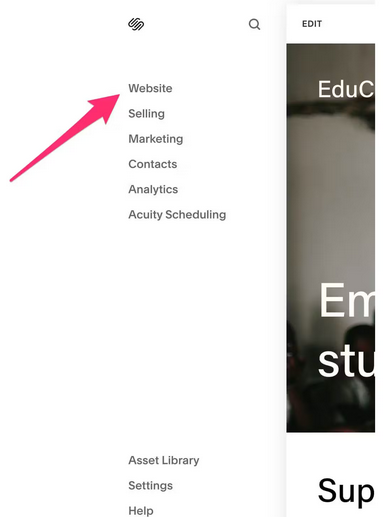 EDIT
Website
Selling
Marketing
Contacts
Analytics
Acuity Scheduling
Asset Library
Settings
Help
EduC
Em
stu
Sup